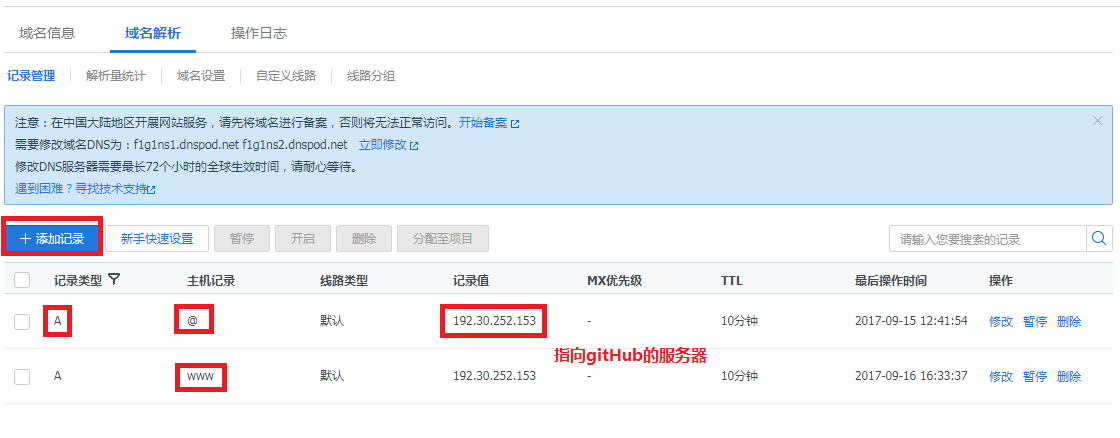 域名信息 域名解析 操作日志
记录管理 解析量统计 域名设置 自定义线路 线路分组
注意：在中国大陆地区开展网站服务，请先将域名进行备案，否则将无法正常访问。开始备案
需要修改域名DNS为：f1g1ns1.dnspod.net f1g1ns2.dnspod.net 立即修改
修改DNS服务器需要最长72个小时的全球生效时间，请耐心等待。
遇到困难？寻找技术支持
+ 添加记录 新手快速设置 暂停 开启 删除 分配至项目 请输入您要搜索的记录
记录类型 主机记录 线路类型 记录值 MX优先级 TTL 最后操作时间 操作
A @ 默认 192.30.252.153 - 10分钟 2017-09-15 12:41:54 修改 暂停 删除
指向gitHub的服务器
A www 默认 192.30.252.153 - 10分钟 2017-09-16 16:33:37 修改 暂停 删除